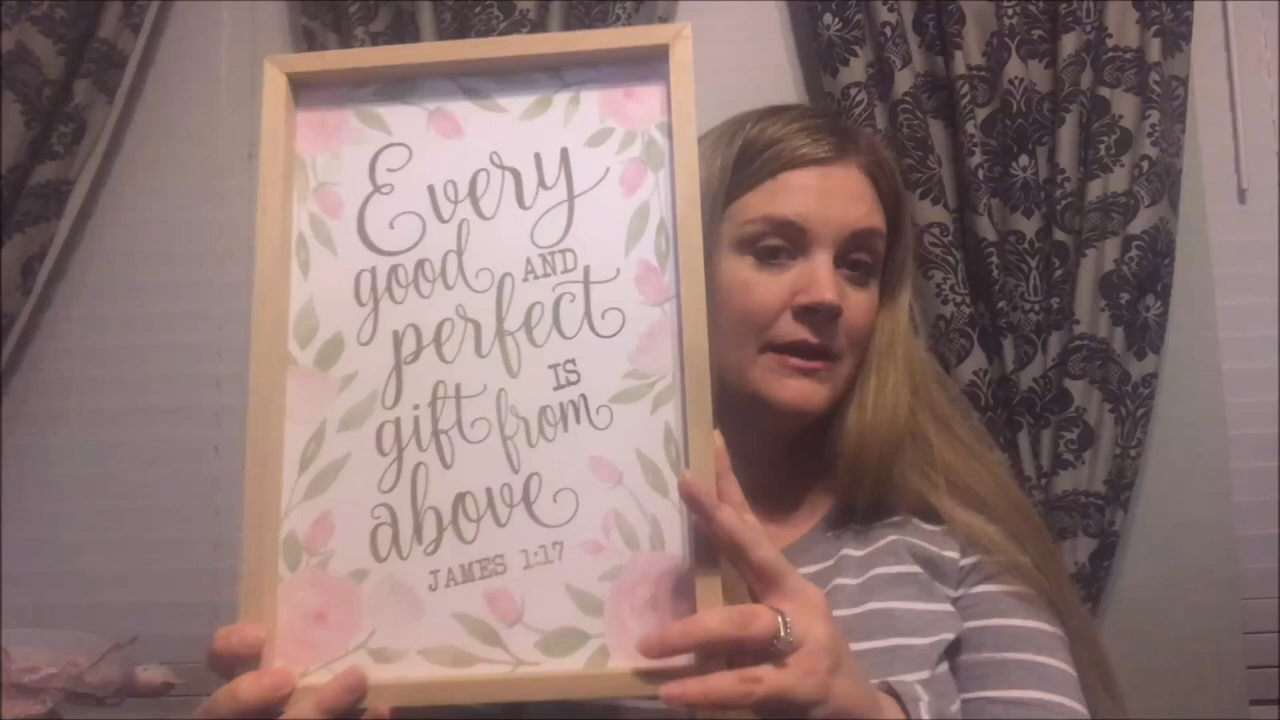 Every
good AND
perfect
IS
gift from
above
JAMES 1:17